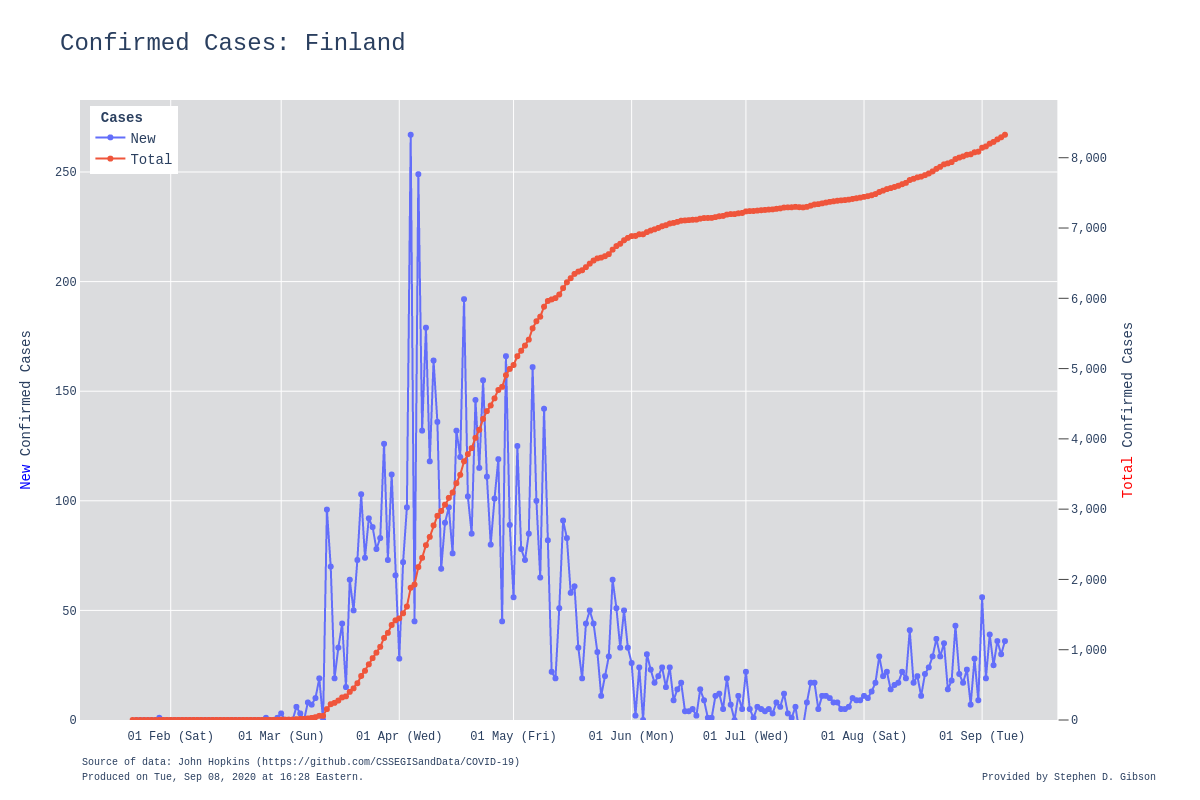 Confirmed Cases: Finland
Cases
New
Total
250
200
150
100
50
0
New Confirmed Cases
8,000
7,000
6,000
5,000
4,000
3,000
2,000
1,000
0
Total Confirmed Cases
01 Feb (Sat) 01 Mar (Sun) 01 Apr (Wed) 01 May (Fri) 01 Jun (Mon) 01 Jul (Wed) 01 Aug (Sat) 01 Sep (Tue)
Source of data: John Hopkins (https://github.com/CSSEGISandData/COVID-19)
Produced on Tue, Sep 08, 2020 at 16:28 Eastern.
Provided by Stephen D. Gibson